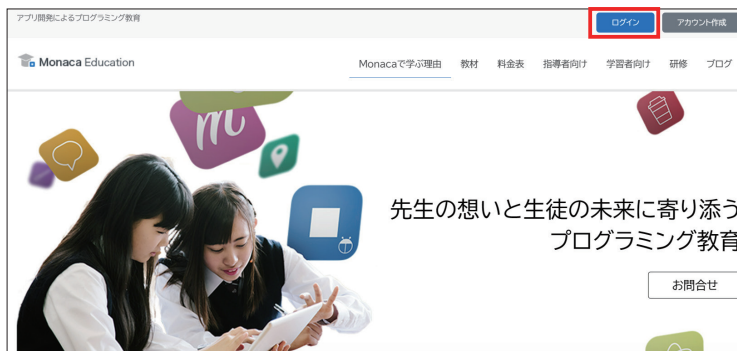 アプリ開発によるプログラミング教育
ログイン
アカウント作成
Monaca Education
Monacaで学ぶ理由
教材
料金表
指導者向け
学習者向け
研修
ブログ
m
先生の想いと生徒の未来に寄り添う
プログラミング教育
お問合せ